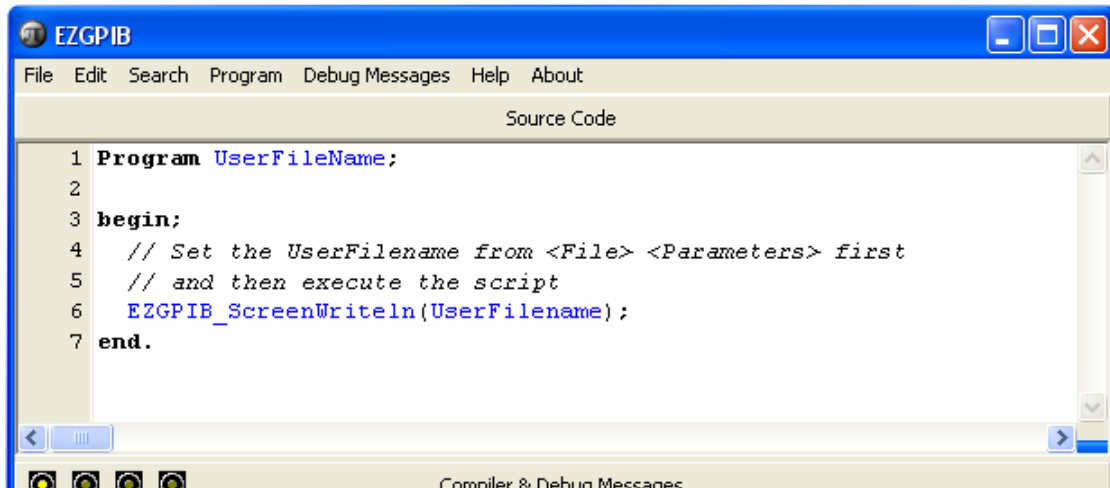 EZGPIB
File Edit Search Program Debug Messages Help About
Source Code
1 Program UserFileName;
2
3 begin;
4 // Set the UserFilename from <File> <Parameters> first
5 // and then execute the script
6 EZGPIB_ScreenWriteln(UserFilename);
7 end.
Compiler & Debug Messages